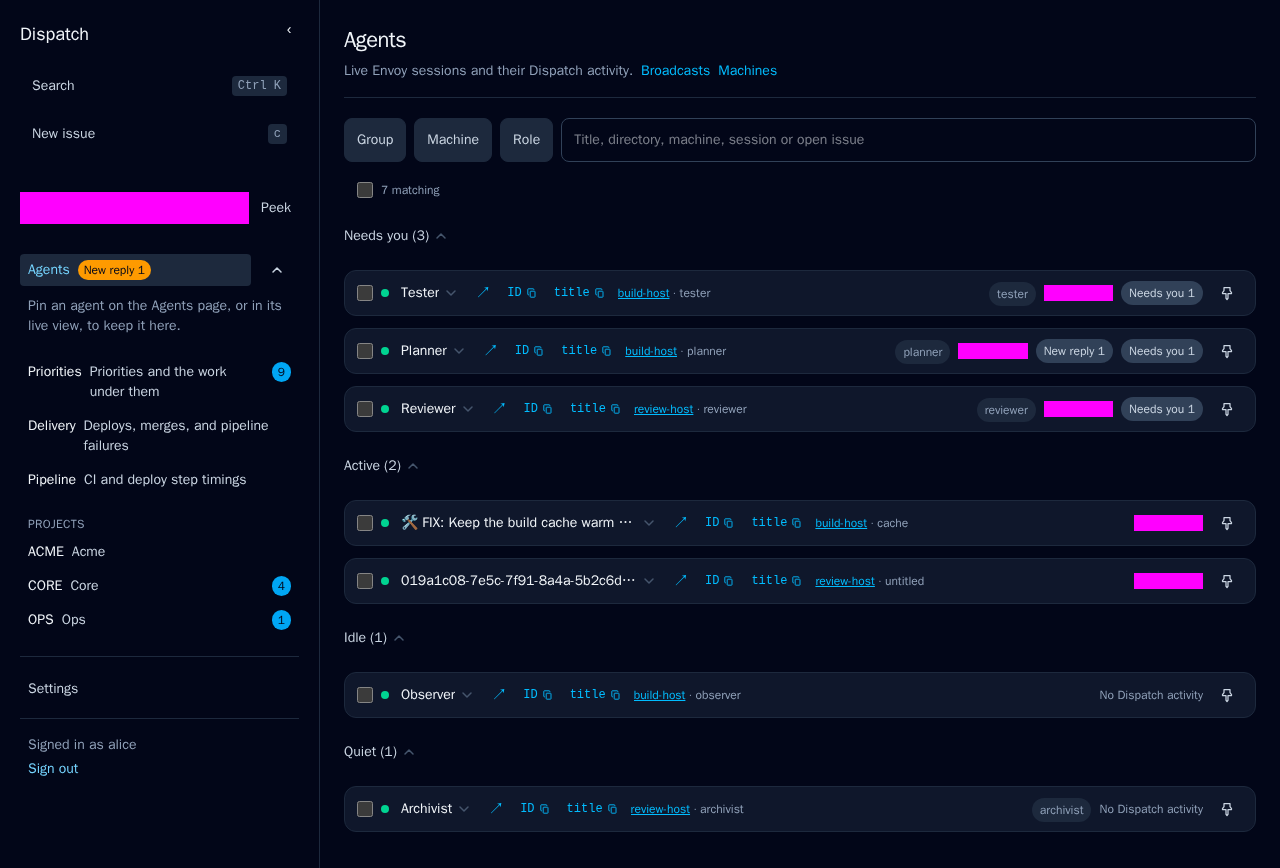 Dispatch
‹
Search
Ctrl K
New issue
C
Peek
Agents
New reply 1
Pin an agent on the Agents page, or in its
live view, to keep it here.
Priorities Priorities and the work
under them
9
Delivery Deploys, merges, and pipeline
failures
Pipeline CI and deploy step timings
PROJECTS
ACME Acme
CORE Core 4
OPS Ops 1
Settings
Signed in as alice
Sign out
Agents
Live Envoy sessions and their Dispatch activity. Broadcasts Machines
Group Machine Role Title, directory, machine, session or open issue
7 matching
Needs you (3)
Tester ID title build-host · tester tester Needs you 1
Planner ID title build-host · planner planner New reply 1 Needs you 1
Reviewer ID title review-host · reviewer reviewer Needs you 1
Active (2)
🛠️ FIX: Keep the build cache warm … ID title build-host · cache
019a1c08-7e5c-7f91-8a4a-5b2c6d… ID title review-host · untitled
Idle (1)
Observer ID title build-host · observer No Dispatch activity
Quiet (1)
Archivist ID title review-host · archivist archivist No Dispatch activity